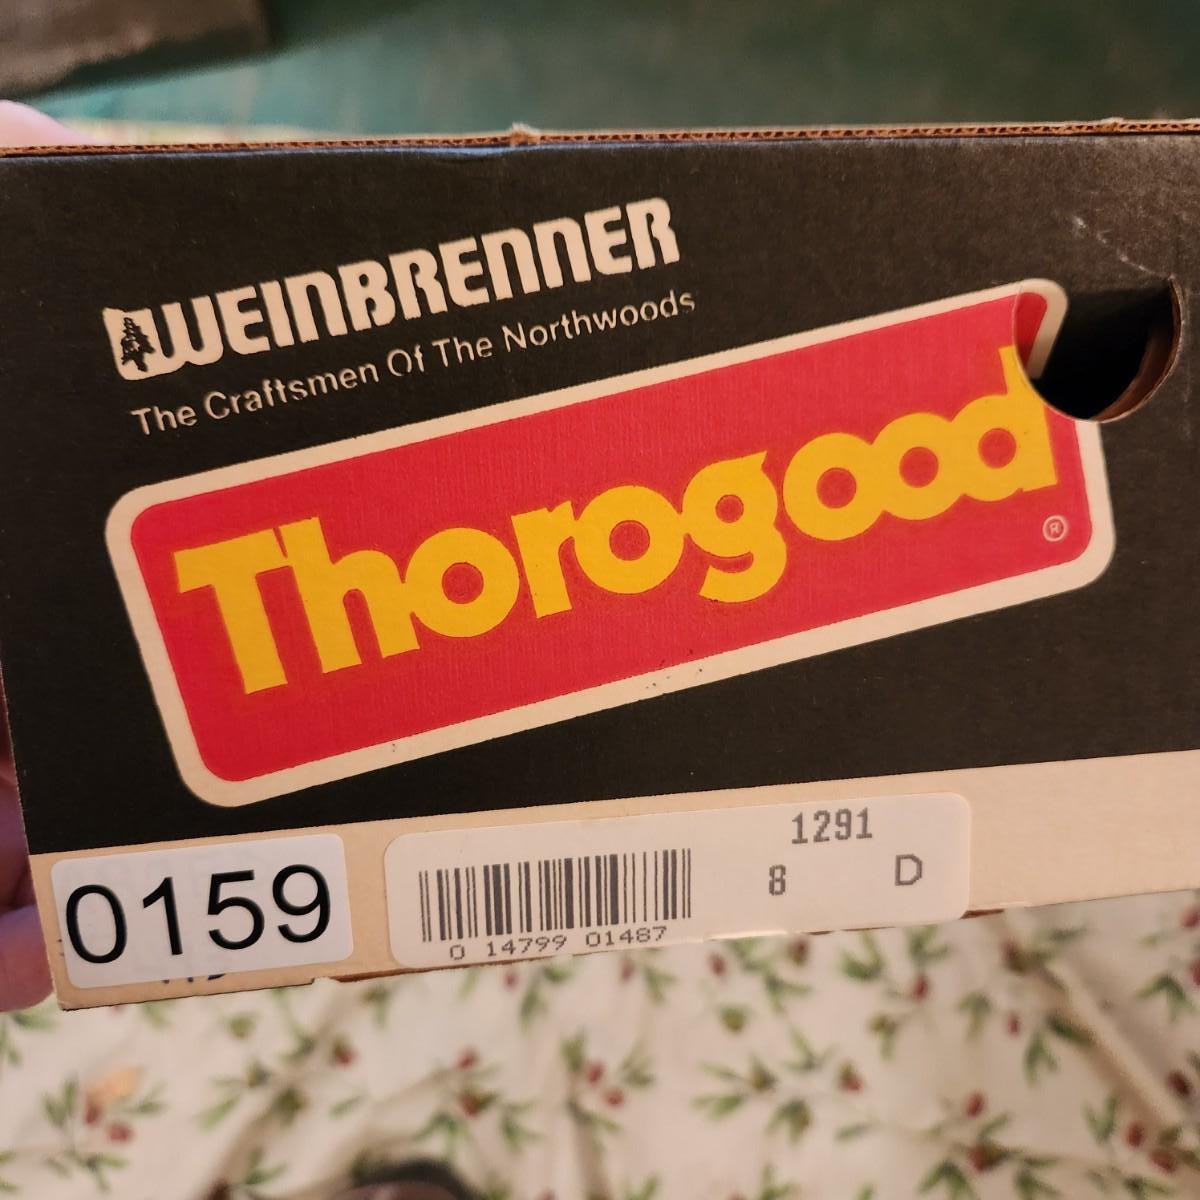 WEINBRENNER
The Craftsmen Of The Northwoods
Thorogood
®
0159
1291
8 D
0 14799 01487